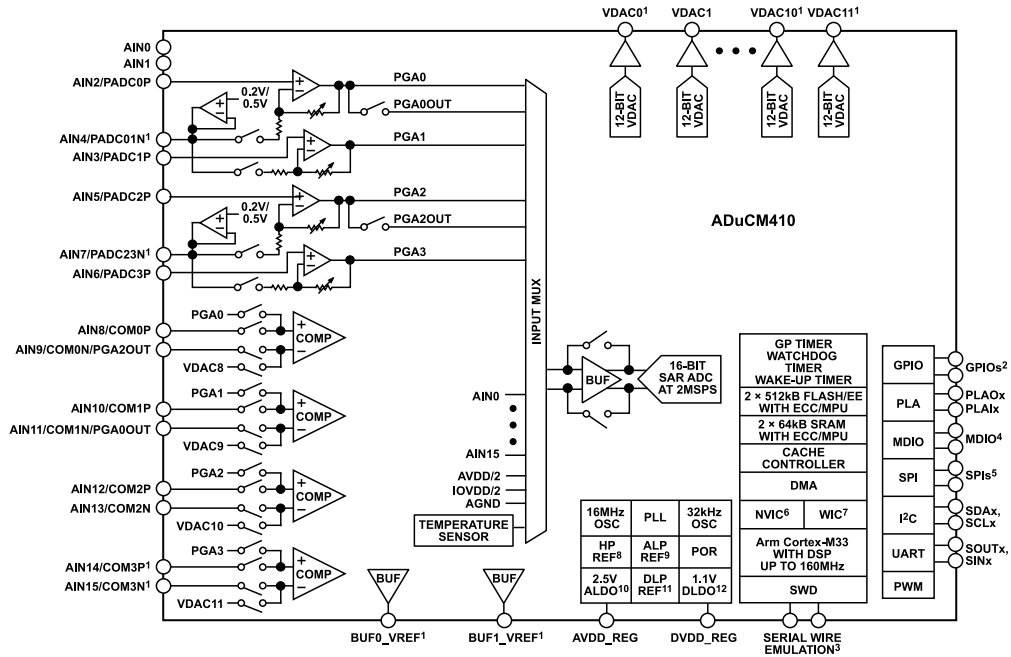 VDAC0¹ VDAC1 VDAC10¹ VDAC11¹
12-BIT VDAC
12-BIT VDAC
12-BIT VDAC
12-BIT VDAC
AIN0
AIN1
AIN2/PADC0P
0.2V/
0.5V
PGA0
PGA0OUT
AIN4/PADC01N¹
AIN3/PADC1P
PGA1
AIN5/PADC2P
0.2V/
0.5V
PGA2
PGA2OUT
AIN7/PADC23N¹
AIN6/PADC3P
PGA3
ADuCM410
INPUT MUX
PGA0
AIN8/COM0P
COMP
AIN9/COM0N/PGA2OUT
VDAC8
PGA1
AIN10/COM1P
COMP
AIN11/COM1N/PGA0OUT
VDAC9
PGA2
AIN12/COM2P
COMP
AIN13/COM2N
VDAC10
PGA3
AIN14/COM3P¹
COMP
AIN15/COM3N¹
VDAC11
AIN0
AIN15
AVDD/2
IOVDD/2
AGND
TEMPERATURE
SENSOR
BUF
16-BIT
SAR ADC
AT 2MSPS
BUF
BUF0_VREF¹
BUF
BUF1_VREF¹
16MHz
OSC
PLL
32kHz
OSC
HP
REF⁸
ALP
REF⁹
POR
2.5V
ALDO¹⁰
DLP
REF¹¹
1.1V
DLDO¹²
AVDD_REG
DVDD_REG
GP TIMER
WATCHDOG
TIMER
WAKE-UP TIMER
2 × 512kB FLASH/EE
WITH ECC/MPU
2 × 64kB SRAM
WITH ECC/MPU
CACHE
CONTROLLER
DMA
NVIC⁶ WIC⁷
Arm Cortex-M33
WITH DSP
UP TO 160MHz
SWD
SERIAL WIRE
EMULATION³
GPIO
PLA
MDIO
SPI
I²C
UART
PWM
GPIOs²
PLAOx
PLAIx
MDIO⁴
SPIs⁵
SDAx,
SCLx
SOUTx,
SINx